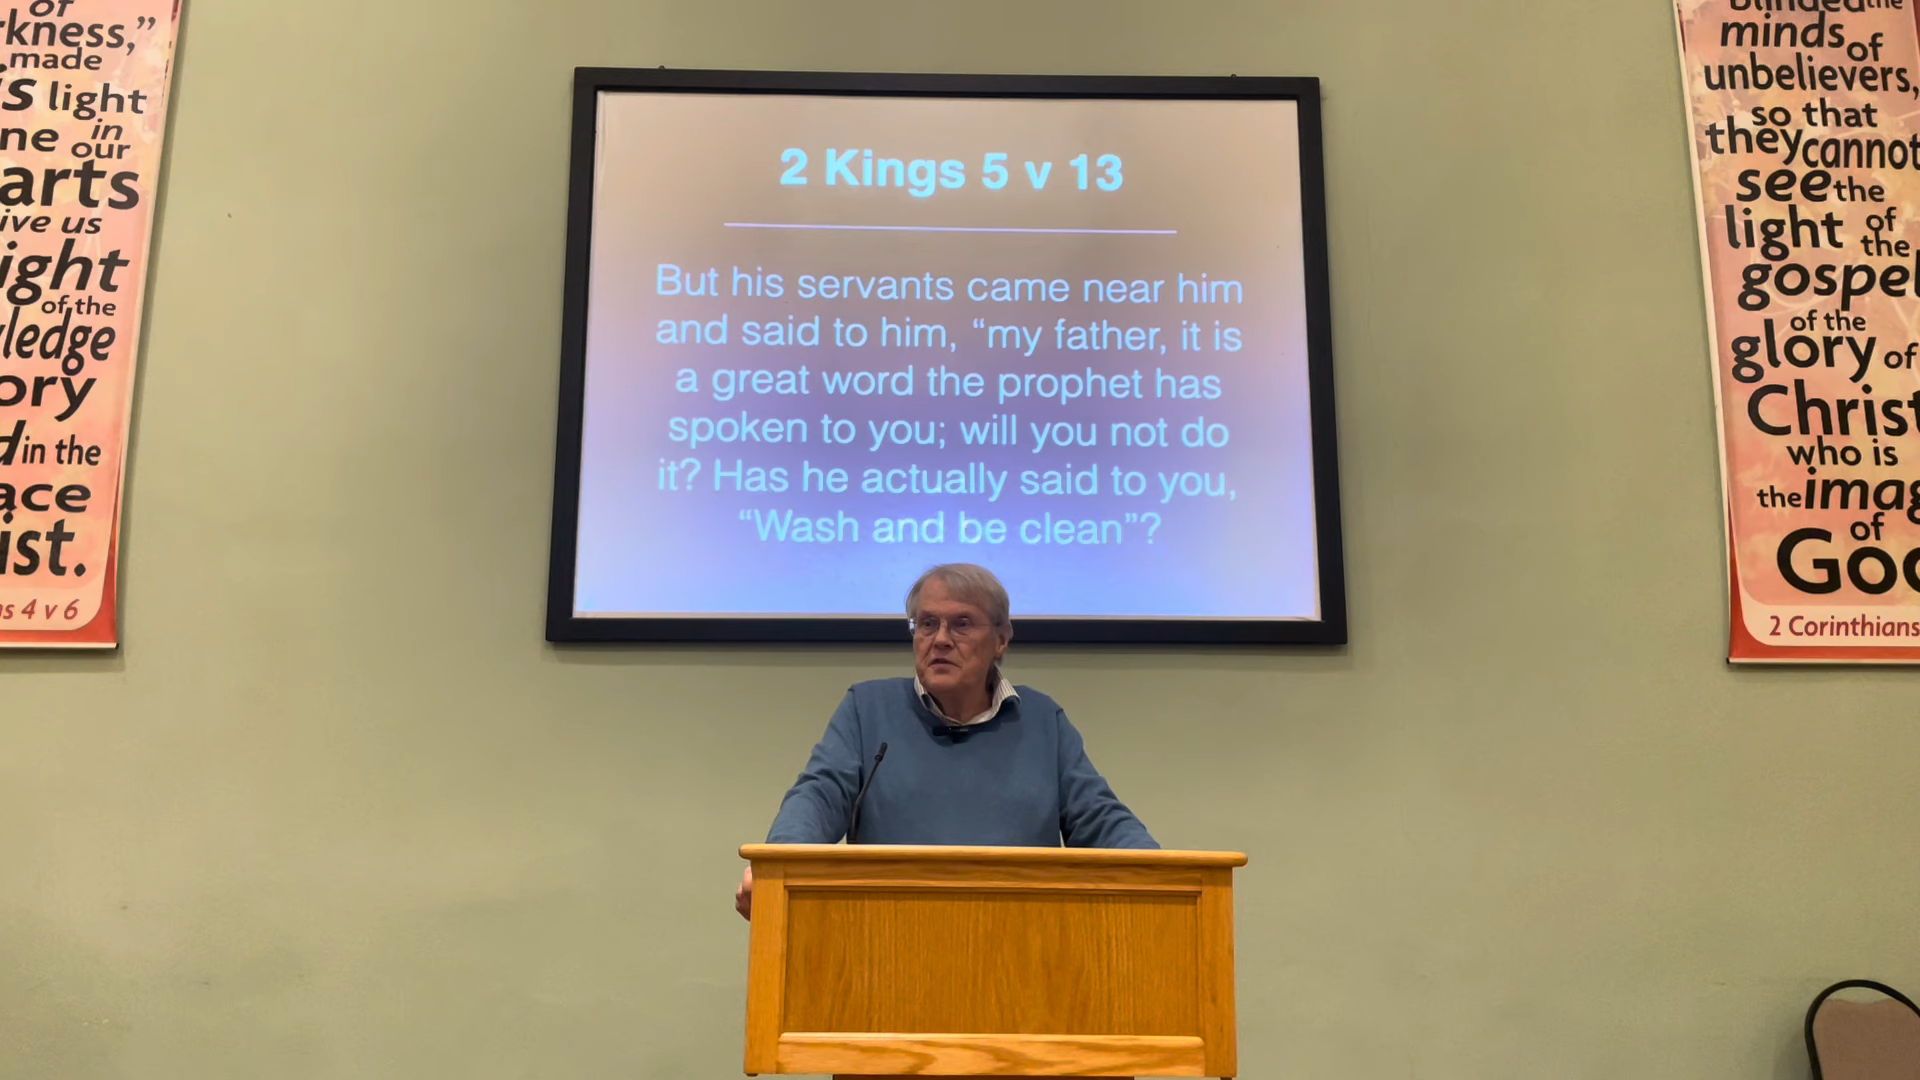 of
kness,”
made
s light
ne in our
arts
ive us
ight
of the
ledge
ory
in the
ace
ist.
s 4 v 6
2 Kings 5 v 13
But his servants came near him
and said to him, “my father, it is
a great word the prophet has
spoken to you; will you not do
it? Has he actually said to you,
“Wash and be clean”?
blinded the
minds of
unbelievers,
so that
they cannot
see the
light of the
gospel
of the
glory of
Christ
who is
the imag
of
Go
2 Corinthians